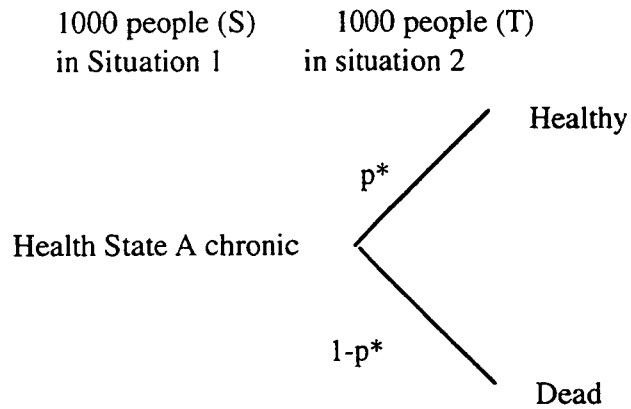 1000 people (S)
in Situation 1
1000 people (T)
in situation 2
Healthy
p*
Health State A chronic
1-p*
Dead